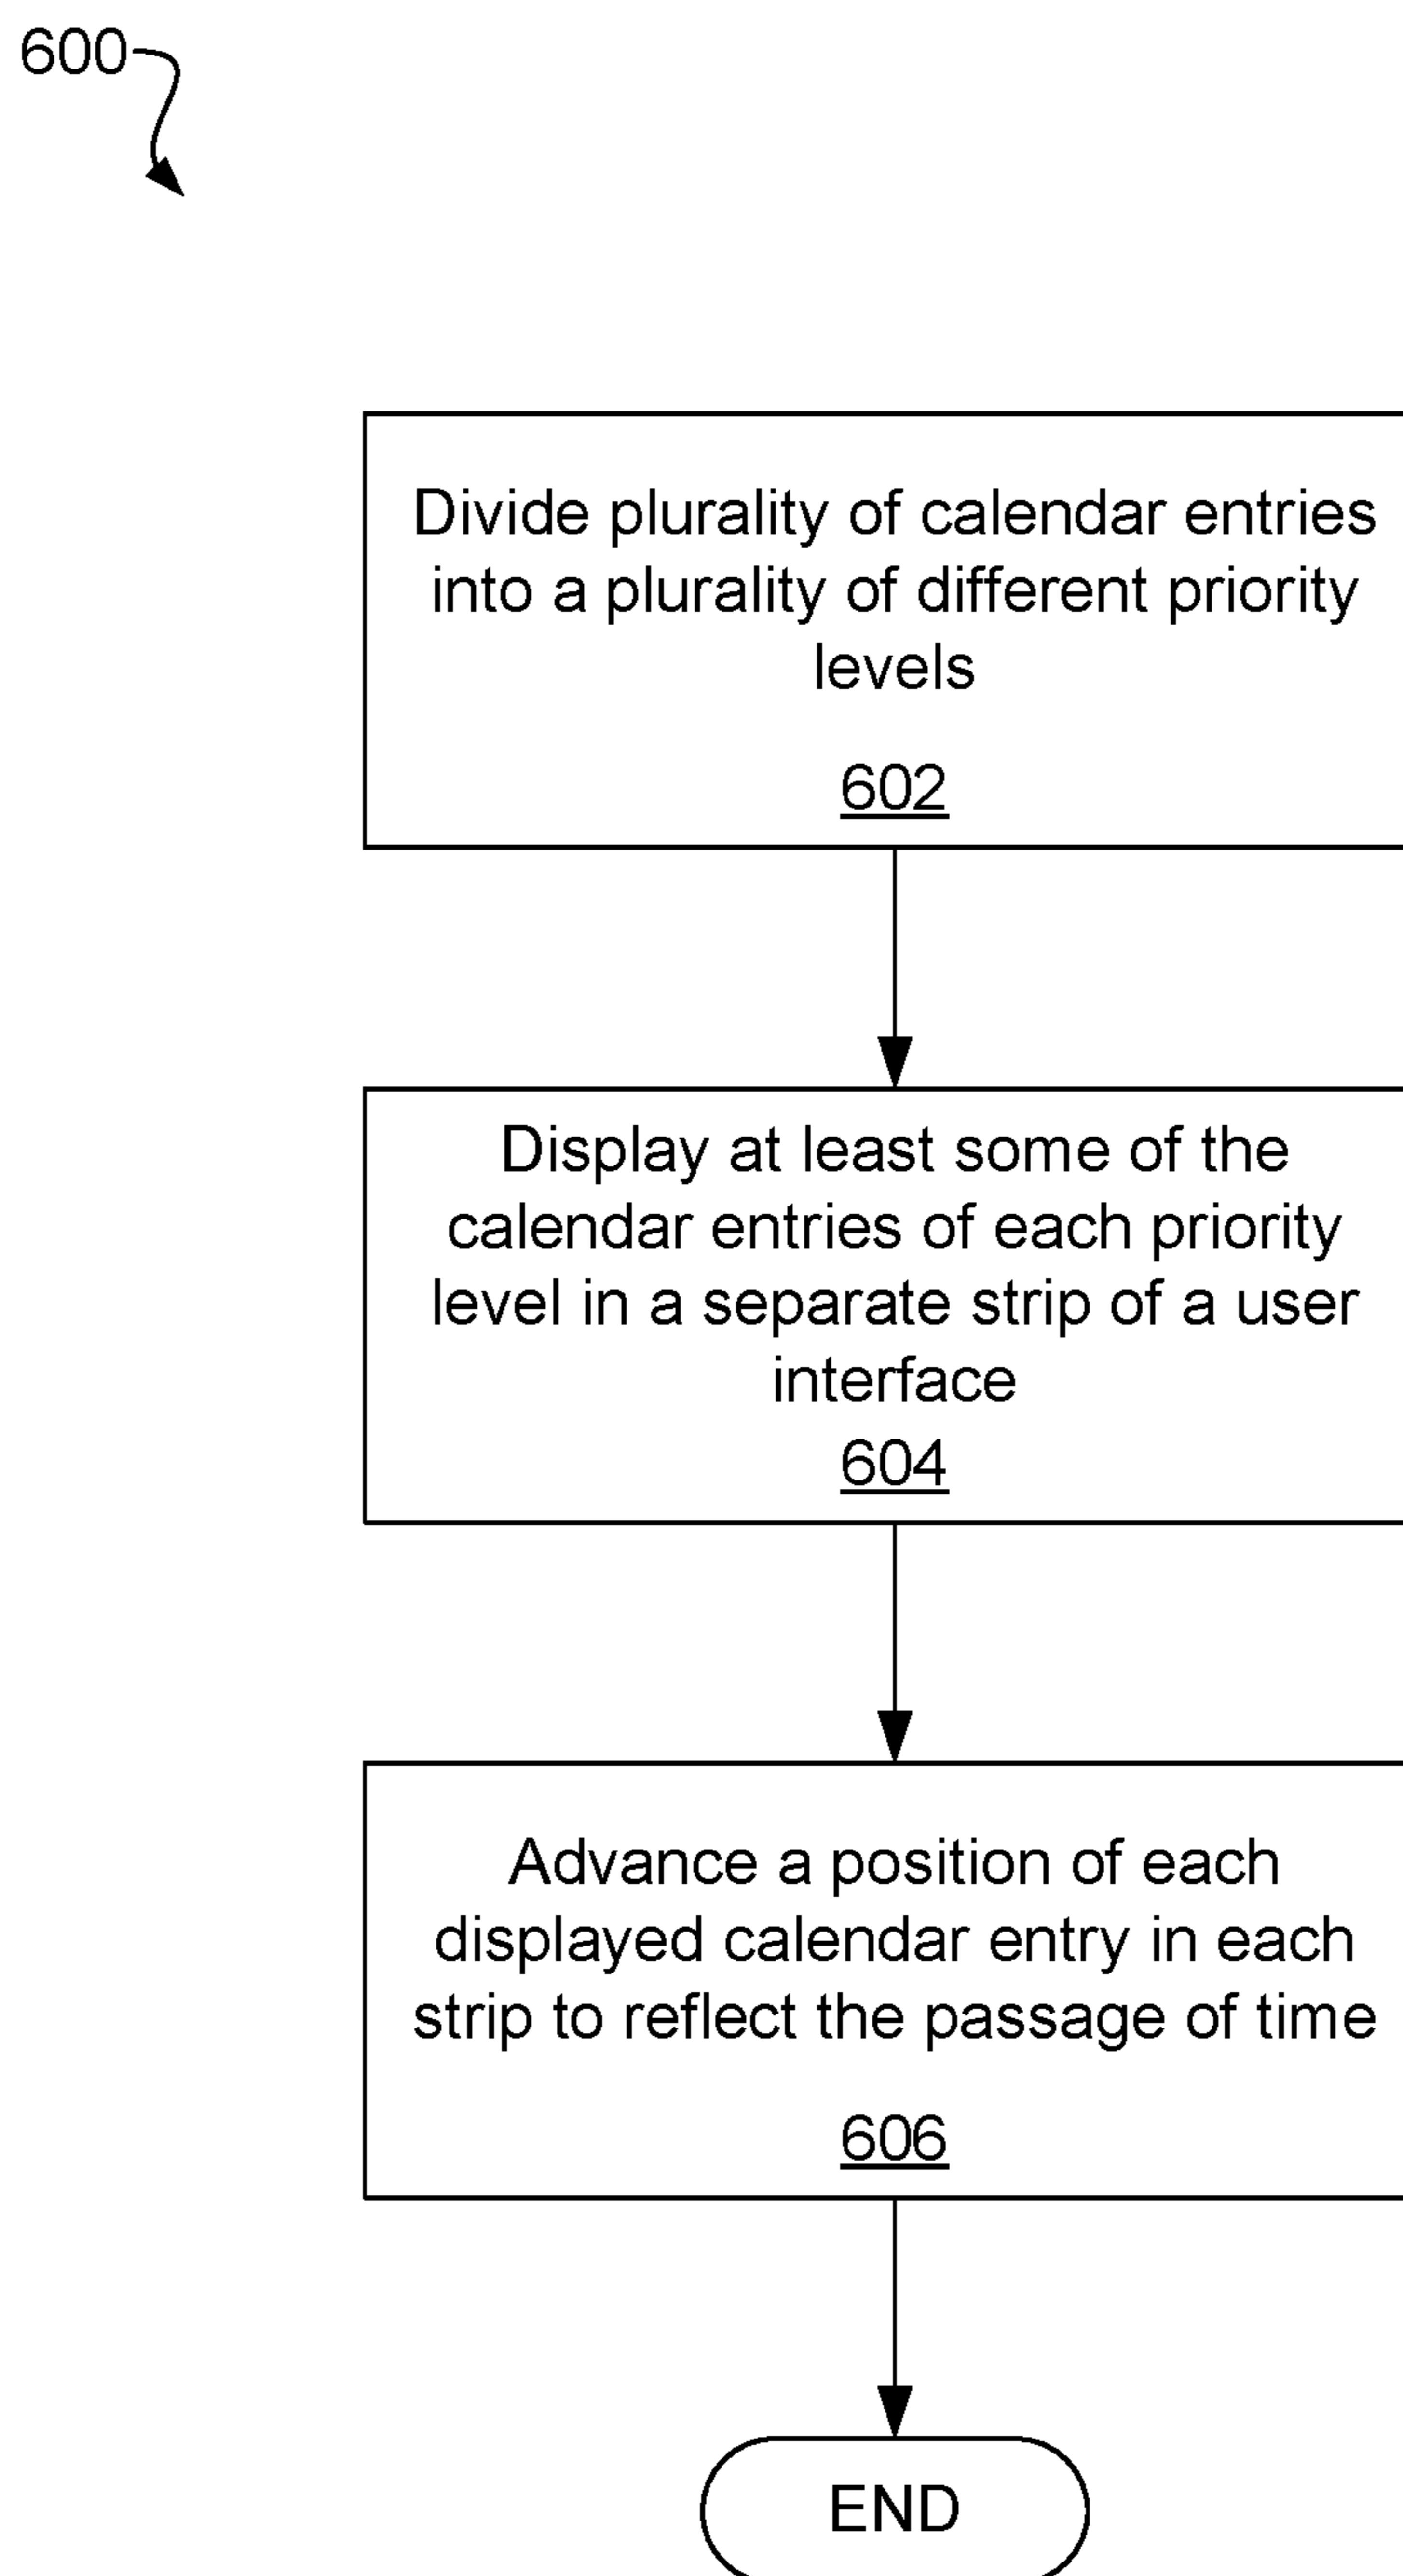 600
Divide plurality of calendar entries
into a plurality of different priority
levels
602
Display at least some of the
calendar entries of each priority
level in a separate strip of a user
interface
604
Advance a position of each
displayed calendar entry in each
strip to reflect the passage of time
606
END